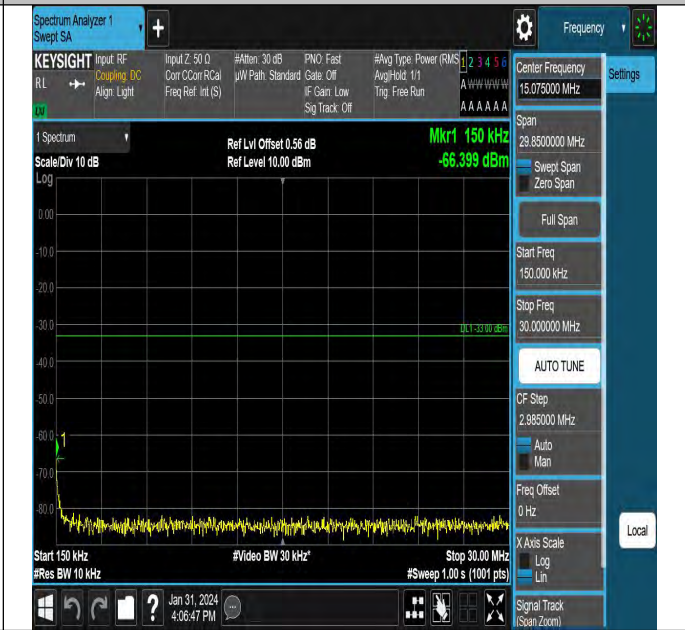 Spectrum Analyzer 1
Swept SA
+
Frequency
KEYSIGHT
RL
Input: RF
Coupling: DC
Align: Light
Input Z: 50 Ω
Corr CCorr RCal
Freq Ref: Int (S)
#Atten: 30 dB
µW Path: Standard
PNO: Fast
Gate: Off
IF Gain: Low
Sig Track: Off
#Avg Type: Power (RMS
Avg|Hold: 1/1
Trig: Free Run
1 2 3 4 5 6
A W W W W W
A A A A A A
1 Spectrum
Scale/Div 10 dB
Log
Ref Lvl Offset 0.56 dB
Ref Level 10.00 dBm
Mkr1 150 kHz
-66.399 dBm
0.00
-10.0
-20.0
-30.0
DL1 -33.00 dBm
-40.0
-50.0
-60.0
1
-70.0
-80.0
Start 150 kHz
#Res BW 10 kHz
#Video BW 30 kHz*
Stop 30.00 MHz
#Sweep 1.00 s (1001 pts)
Center Frequency
15.075000 MHz
Settings
Span
29.8500000 MHz
Swept Span
Zero Span
Full Span
Start Freq
150.000 kHz
Stop Freq
30.000000 MHz
AUTO TUNE
CF Step
2.985000 MHz
Auto
Man
Freq Offset
0 Hz
X Axis Scale
Log
Lin
Local
Signal Track
(Span Zoom)
?
Jan 31, 2024
4:06:47 PM